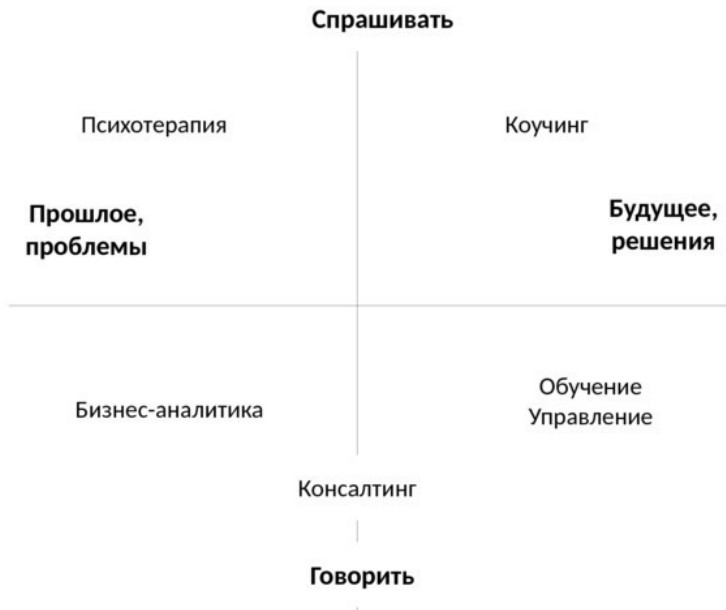 Спрашивать
Психотерапия
Коучинг
Прошлое,
проблемы
Будущее,
решения
Бизнес-аналитика
Обучение
Управление
Консалтинг
Говорить